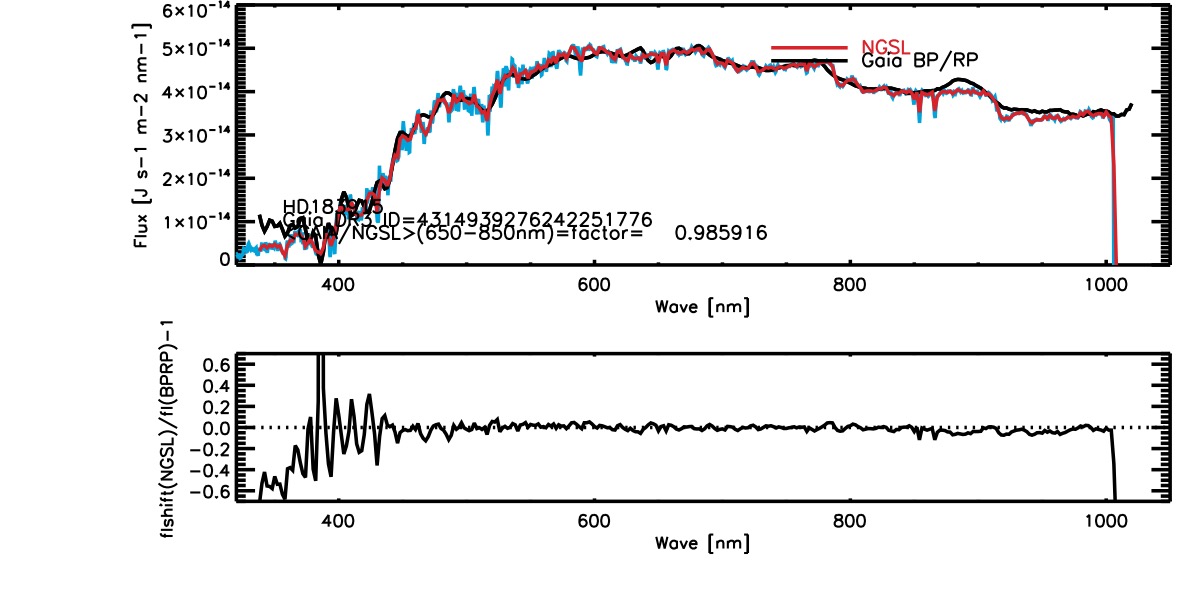 6×10−14
5×10−14
4×10−14
3×10−14
2×10−14
1×10−14
0
Flux [J s−1 m−2 nm−1]
NGSL
Gaia BP/RP
Gaia DR3 ID=4314939276242251776
/NGSL>(650−850nm)=factor= 0.985916
400 600 800 1000
Wave [nm]
0.6
0.4
0.2
0.0
−0.2
−0.4
−0.6
flshift(NGSL)/fl(BPRP)−1
400 600 800 1000
Wave [nm]